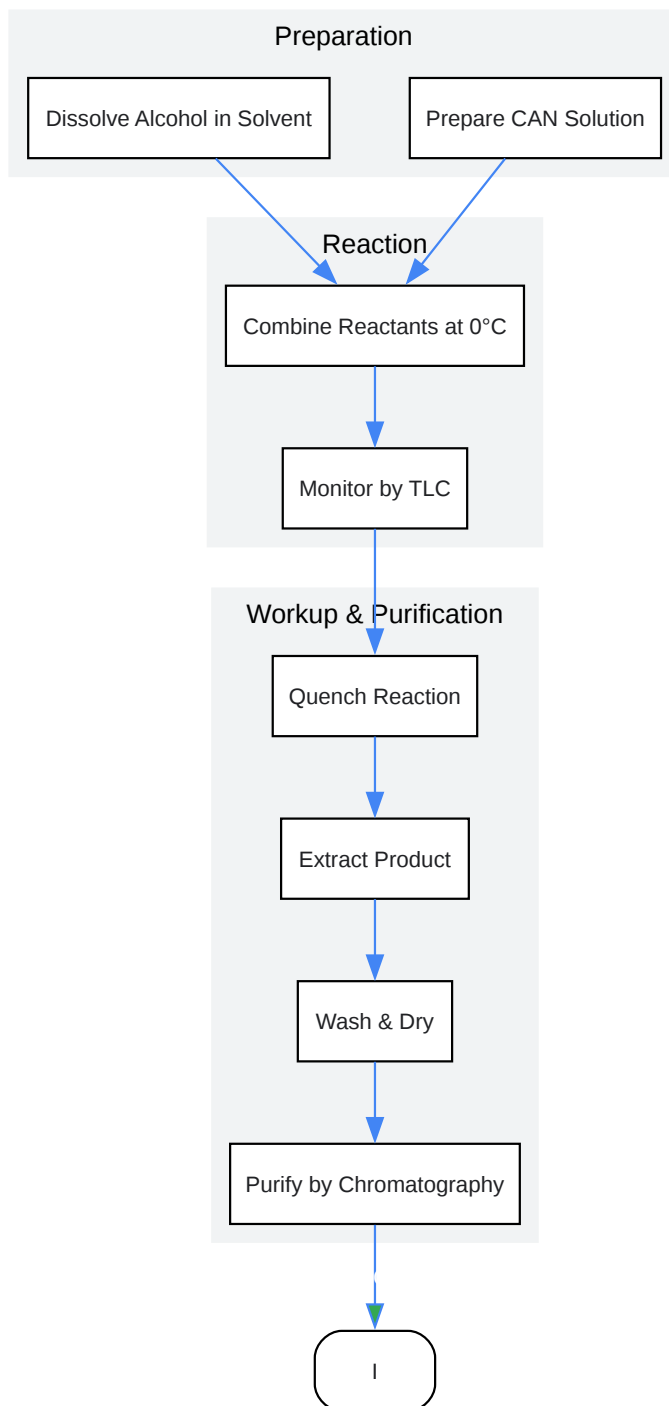 Preparation
Dissolve Alcohol in Solvent
Prepare CAN Solution
Reaction
Combine Reactants at 0°C
Monitor by TLC
Workup & Purification
Quench Reaction
Extract Product
Wash & Dry
Purify by Chromatography
I